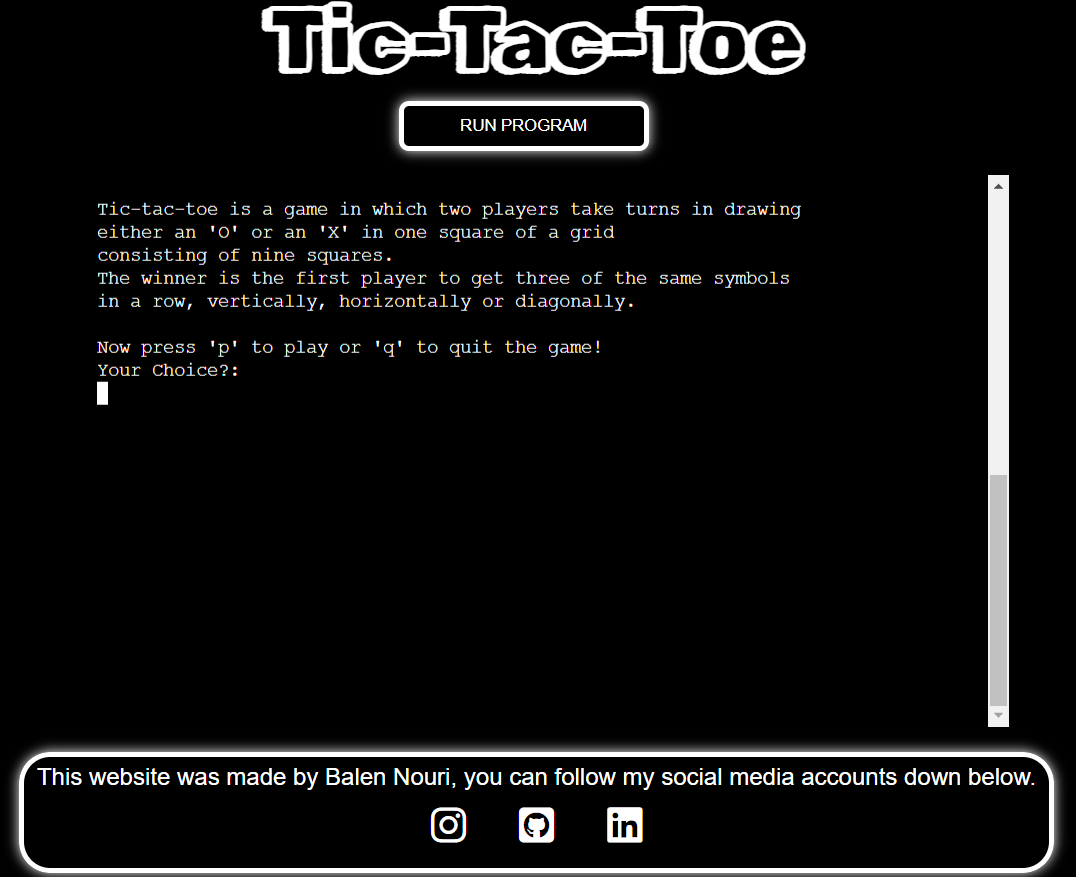 Tic-Tac-Toe
RUN PROGRAM
Tic-tac-toe is a game in which two players take turns in drawing
either an 'O' or an 'X' in one square of a grid
consisting of nine squares.
The winner is the first player to get three of the same symbols
in a row, vertically, horizontally or diagonally.
Now press 'p' to play or 'q' to quit the game!
Your Choice?:
This website was made by Balen Nouri, you can follow my social media accounts down below.
in